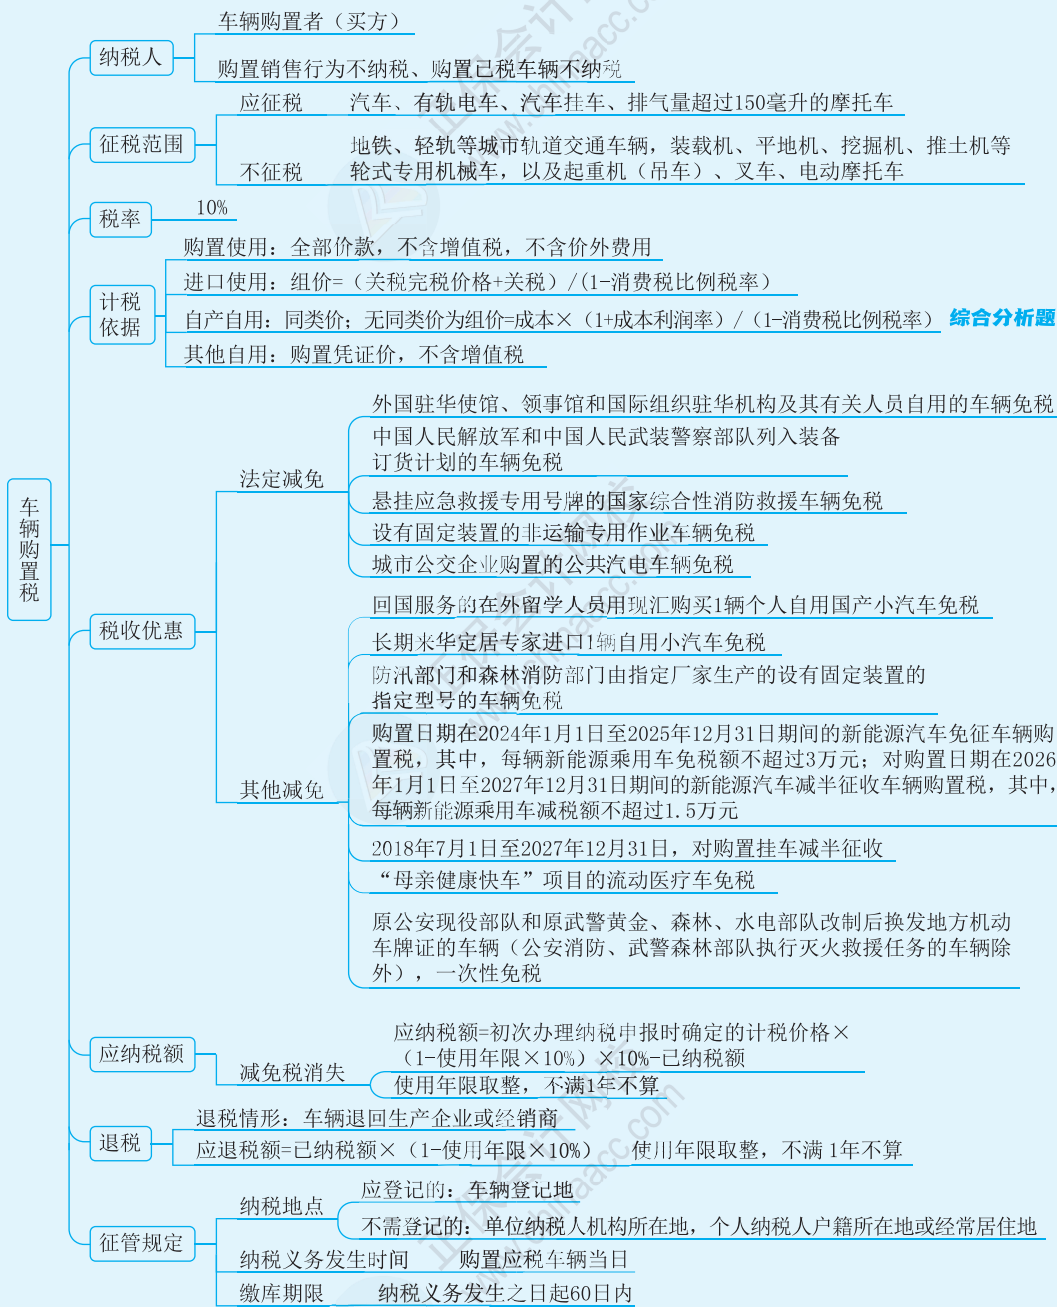 车辆购置税
纳税人
车辆购置者（买方）
购置销售行为不纳税、购置已税车辆不纳税
征税范围
应征税
汽车、有轨电车、汽车挂车、排气量超过150毫升的摩托车
不征税
地铁、轻轨等城市轨道交通车辆，装载机、平地机、挖掘机、推土机等
轮式专用机械车，以及起重机（吊车）、叉车、电动摩托车
税率
10%
计税
依据
购置使用：全部价款，不含增值税，不含价外费用
进口使用：组价=（关税完税价格+关税）/(1-消费税比例税率）
自产自用：同类价；无同类价为组价=成本×（1+成本利润率）/（1-消费税比例税率）
综合分析题
其他自用：购置凭证价，不含增值税
税收优惠
法定减免
外国驻华使馆、领事馆和国际组织驻华机构及其有关人员自用的车辆免税
中国人民解放军和中国人民武装警察部队列入装备
订货计划的车辆免税
悬挂应急救援专用号牌的国家综合性消防救援车辆免税
设有固定装置的非运输专用作业车辆免税
城市公交企业购置的公共汽电车辆免税
其他减免
回国服务的在外留学人员用现汇购买1辆个人自用国产小汽车免税
长期来华定居专家进口1辆自用小汽车免税
防汛部门和森林消防部门由指定厂家生产的设有固定装置的
指定型号的车辆免税
购置日期在2024年1月1日至2025年12月31日期间的新能源汽车免征车辆购
置税，其中，每辆新能源乘用车免税额不超过3万元；对购置日期在2026
年1月1日至2027年12月31日期间的新能源汽车减半征收车辆购置税，其中，
每辆新能源乘用车减税额不超过1.5万元
2018年7月1日至2027年12月31日，对购置挂车减半征收
“母亲健康快车”项目的流动医疗车免税
原公安现役部队和原武警黄金、森林、水电部队改制后换发地方机动
车牌证的车辆（公安消防、武警森林部队执行灭火救援任务的车辆除
外），一次性免税
应纳税额
减免税消失
应纳税额=初次办理纳税申报时确定的计税价格×
（1-使用年限×10%）×10%-已纳税额
使用年限取整，不满1年不算
退税
退税情形：车辆退回生产企业或经销商
应退税额=已纳税额×（1-使用年限×10%）
使用年限取整，不满 1年不算
征管规定
纳税地点
应登记的：车辆登记地
不需登记的：单位纳税人机构所在地，个人纳税人户籍所在地或经常居住地
纳税义务发生时间
购置应税车辆当日
缴库期限
纳税义务发生之日起60日内
正保会计网校
www.chinaacc.com
正保会计网校
www.chinaacc.com
正保会计网校
www.chinaacc.com